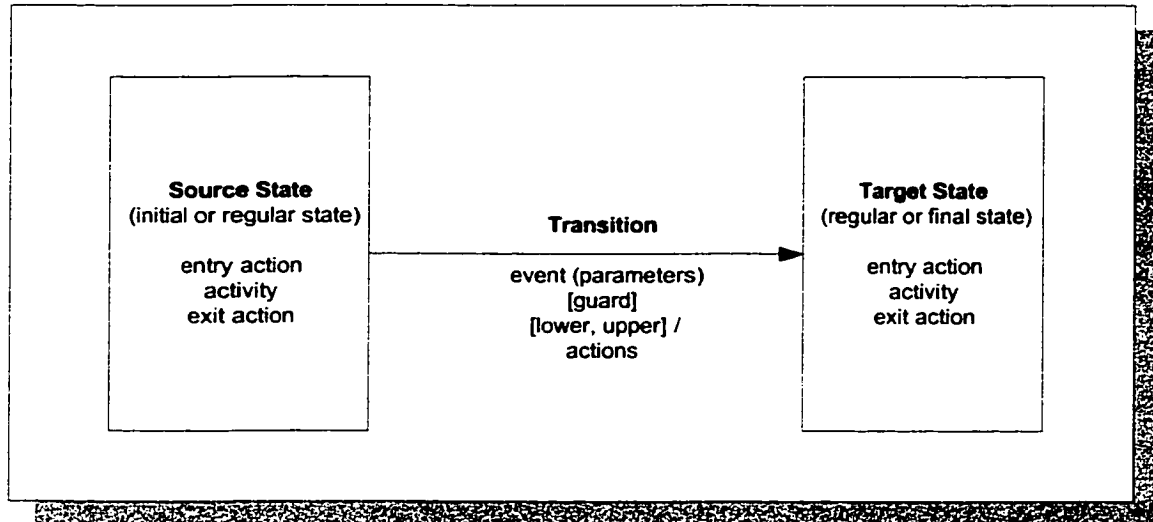 Source State
(initial or regular state)
entry action
activity
exit action
Transition
event (parameters)
[guard]
[lower, upper] /
actions
Target State
(regular or final state)
entry action
activity
exit action